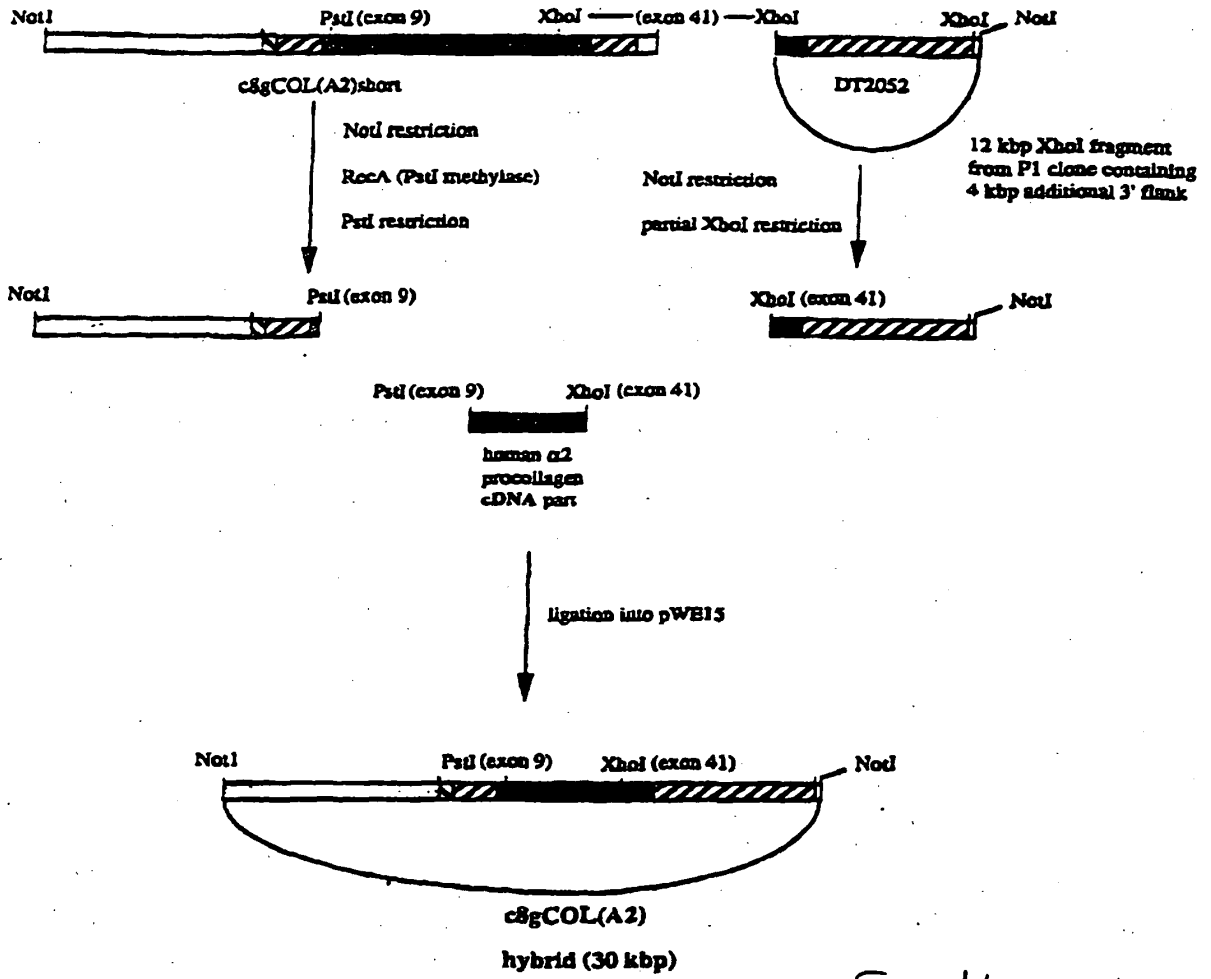 NotI
PstI (exon 9)
XhoI
(exon 41)
XhoI
XhoI
NotI
c8gCOL(A2)short
DT2052
NotI restriction
RecA (PstI methylase)
PstI restriction
NotI restriction
partial XhoI restriction
12 kbp XhoI fragment
from P1 clone containing
4 kbp additional 3' flank
NotI
PstI (exon 9)
XhoI (exon 41)
NotI
PstI (exon 9)
XhoI (exon 41)
human α2
procollagen
cDNA part
ligation into pWE15
NotI
PstI (exon 9)
XhoI (exon 41)
NotI
c8gCOL(A2)
hybrid (30 kbp)